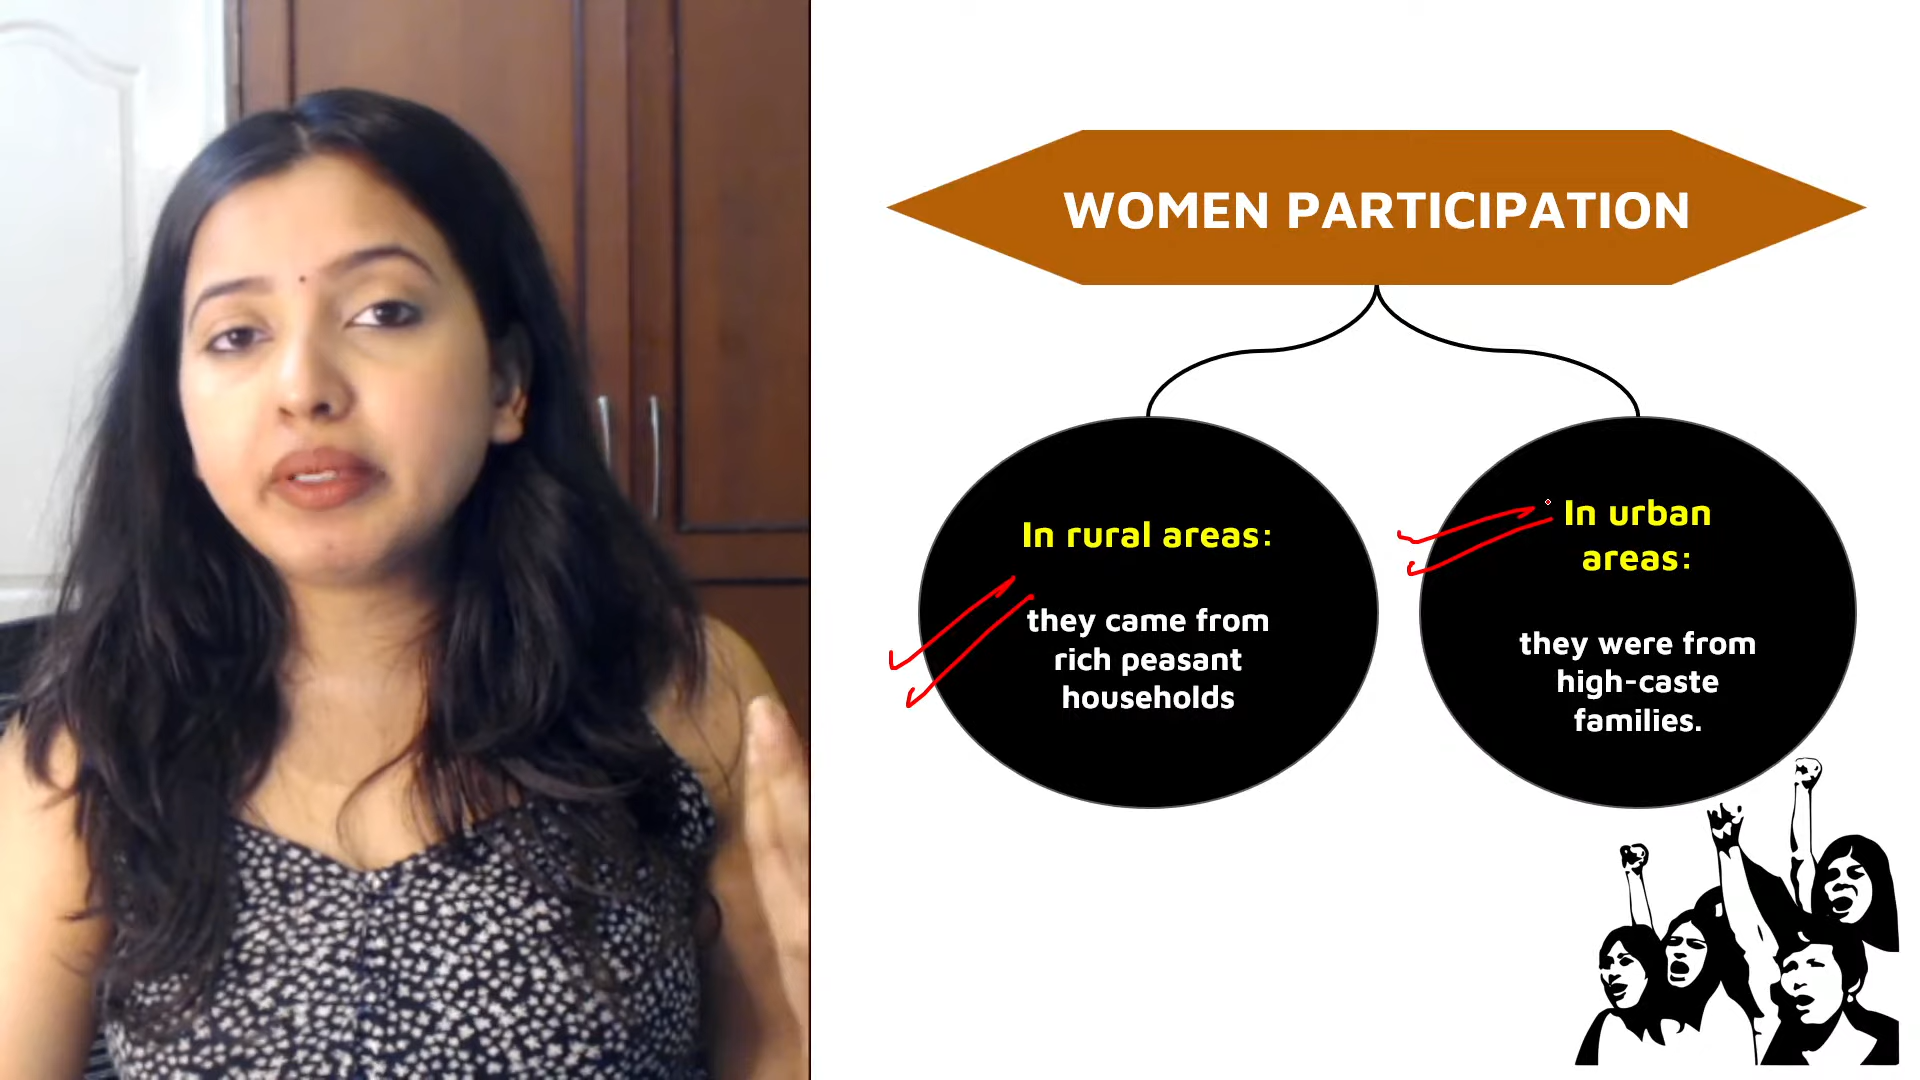 WOMEN PARTICIPATION
In rural areas:
they came from
rich peasant
households
In urban
areas:
they were from
high-caste
families.